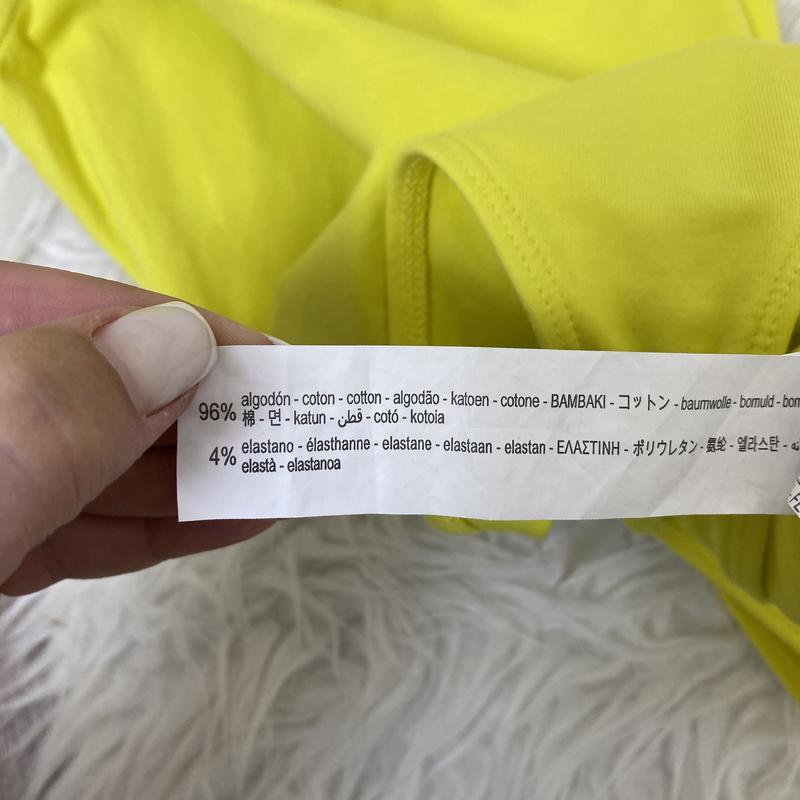 96% algodón - coton - cotton - algodão - katoen - cotone - BAMBAKI - コットン - baumwolle - bomuld -
棉 - 면 - katun - قطن - cotó - kotoia
4% elastano - élasthanne - elastane - elastaan - elastan - ΕΛΑΣΤΙΝΗ - ポリウレタン - 氨纶 - 엘라스탄 -
elastà - elastanoa